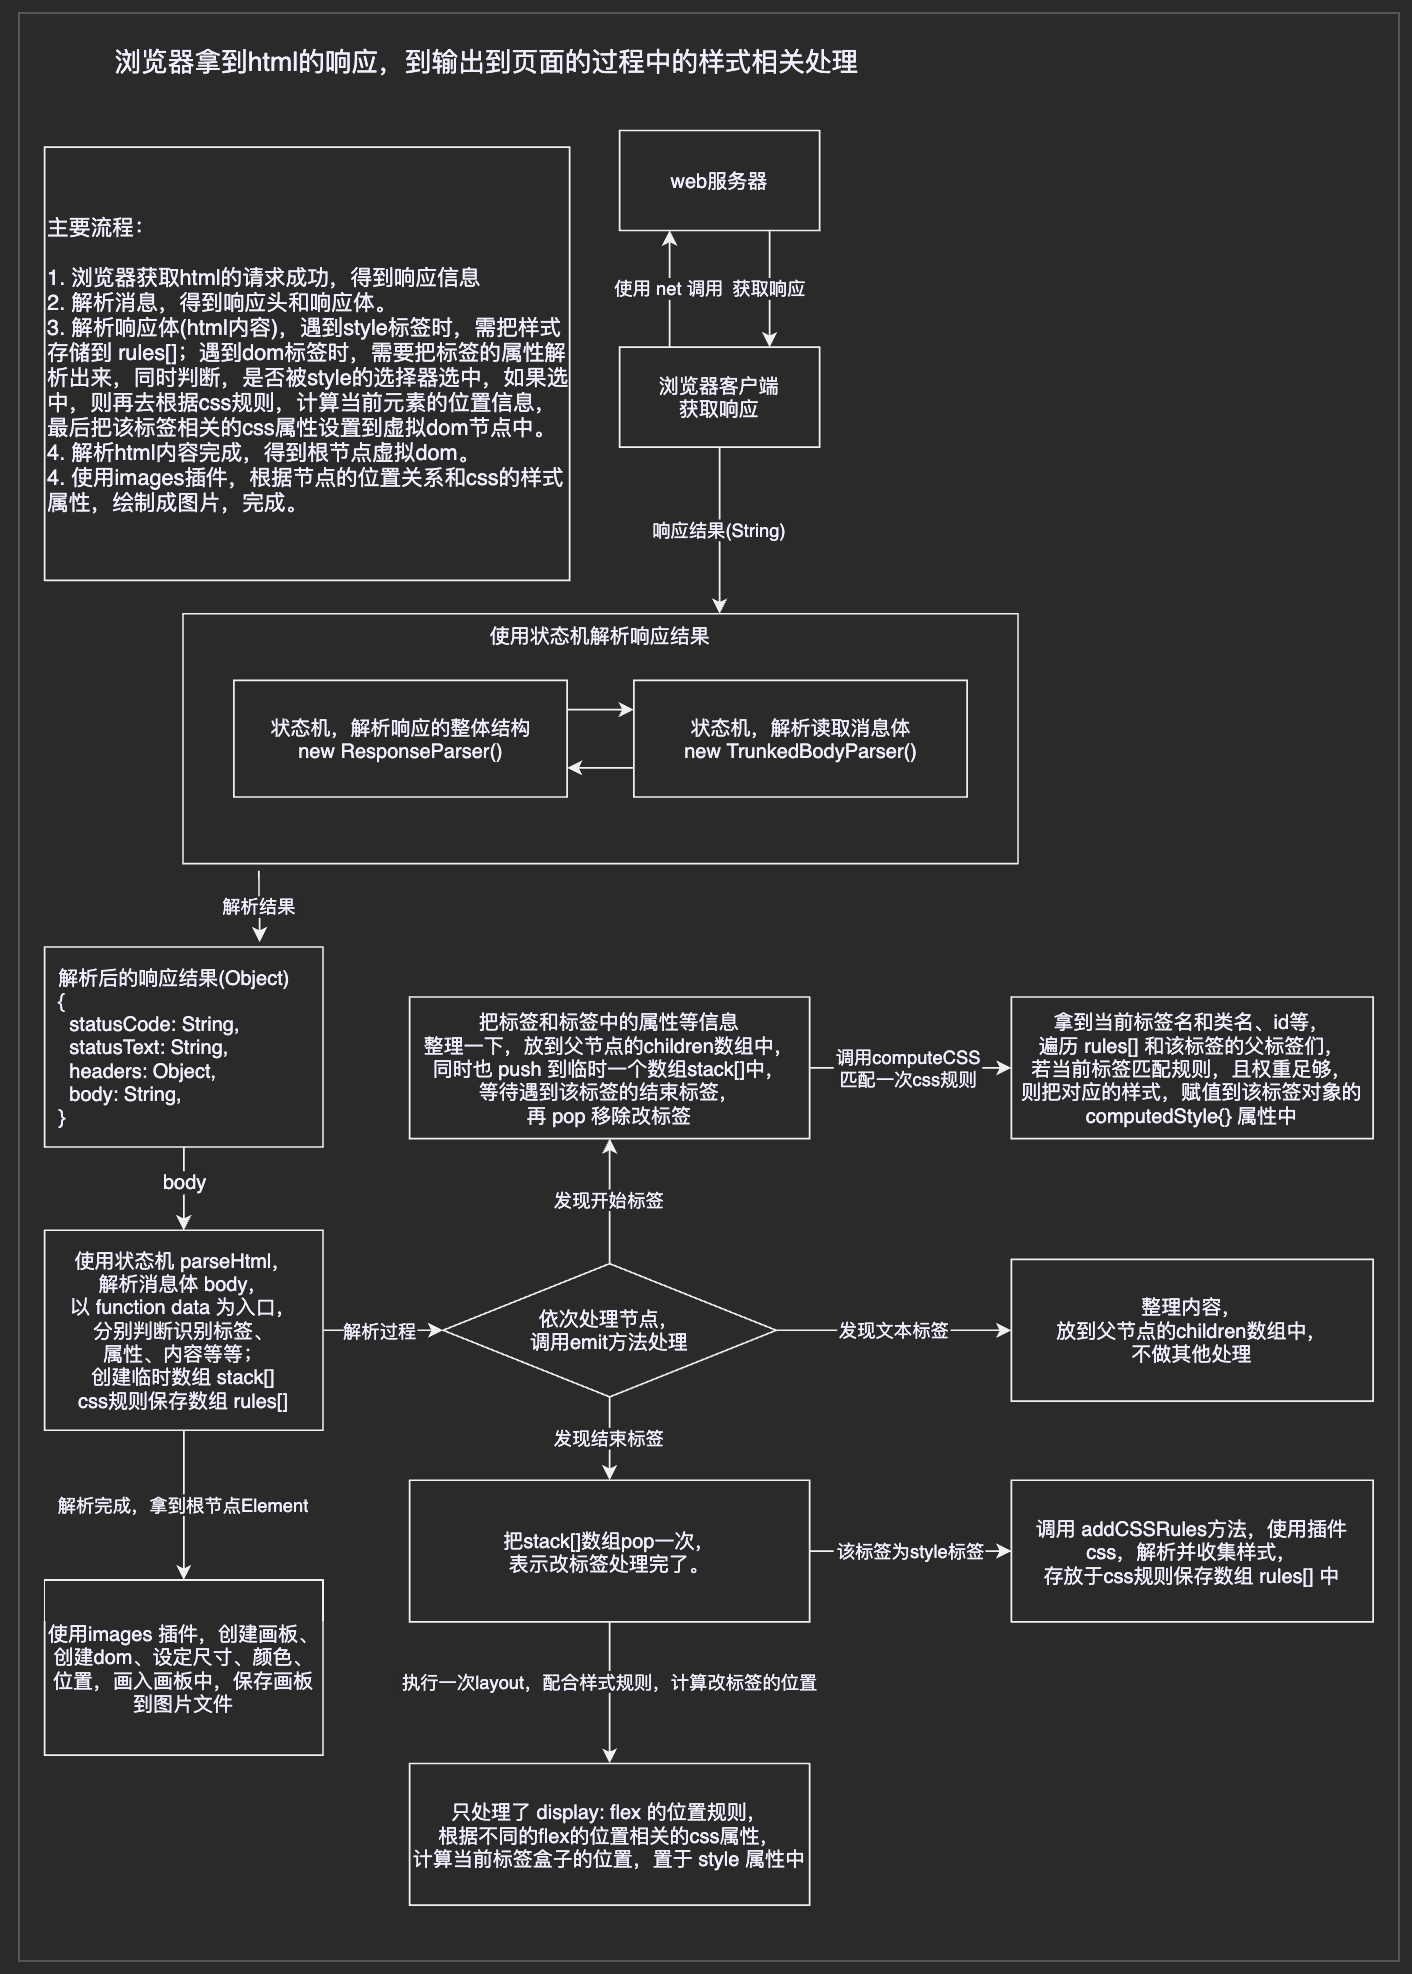 浏览器拿到html的响应，到输出到页面的过程中的样式相关处理
主要流程：
1. 浏览器获取html的请求成功，得到响应信息
2. 解析消息，得到响应头和响应体。
3. 解析响应体(html内容)，遇到style标签时，需把样式
存储到 rules[]；遇到dom标签时，需要把标签的属性解
析出来，同时判断，是否被style的选择器选中，如果选
中，则再去根据css规则，计算当前元素的位置信息，
最后把该标签相关的css属性设置到虚拟dom节点中。
4. 解析html内容完成，得到根节点虚拟dom。
4. 使用images插件，根据节点的位置关系和css的样式
属性，绘制成图片，完成。
web服务器
使用 net 调用
获取响应
浏览器客户端
获取响应
响应结果(String)
使用状态机解析响应结果
状态机，解析响应的整体结构
new ResponseParser()
状态机，解析读取消息体
new TrunkedBodyParser()
解析结果
解析后的响应结果(Object)
{
statusCode: String,
statusText: String,
headers: Object,
body: String,
}
body
使用状态机 parseHtml，
解析消息体 body，
以 function data 为入口，
分别判断识别标签、
属性、内容等等；
创建临时数组 stack[]
css规则保存数组 rules[]
解析过程
依次处理节点，
调用emit方法处理
发现开始标签
把标签和标签中的属性等信息
整理一下，放到父节点的children数组中，
同时也 push 到临时一个数组stack[]中，
等待遇到该标签的结束标签，
再 pop 移除改标签
调用computeCSS
匹配一次css规则
拿到当前标签名和类名、id等，
遍历 rules[] 和该标签的父标签们，
若当前标签匹配规则，且权重足够，
则把对应的样式，赋值到该标签对象的
computedStyle{} 属性中
发现文本标签
整理内容，
放到父节点的children数组中，
不做其他处理
发现结束标签
把stack[]数组pop一次，
表示改标签处理完了。
该标签为style标签
调用 addCSSRules方法，使用插件
css，解析并收集样式，
存放于css规则保存数组 rules[] 中
执行一次layout，配合样式规则，计算改标签的位置
只处理了 display: flex 的位置规则，
根据不同的flex的位置相关的css属性，
计算当前标签盒子的位置，置于 style 属性中
解析完成，拿到根节点Element
使用images 插件，创建画板、
创建dom、设定尺寸、颜色、
位置，画入画板中，保存画板
到图片文件